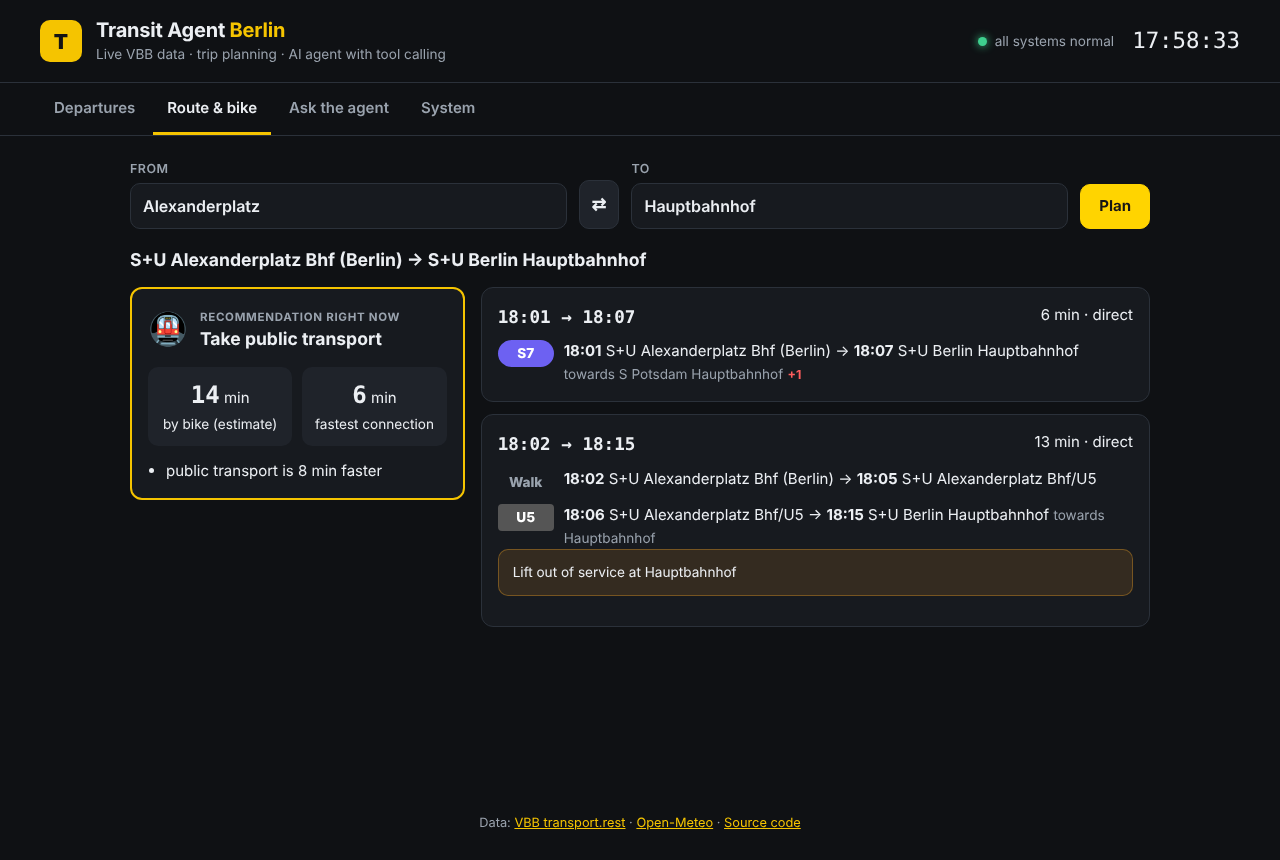 T
Transit Agent Berlin
Live VBB data · trip planning · AI agent with tool calling
all systems normal
17:58:33
Departures
Route & bike
Ask the agent
System
FROM
Alexanderplatz
⇄
TO
Hauptbahnhof
Plan
S+U Alexanderplatz Bhf (Berlin) → S+U Berlin Hauptbahnhof
RECOMMENDATION RIGHT NOW
Take public transport
14 min
by bike (estimate)
6 min
fastest connection
• public transport is 8 min faster
18:01 → 18:07
6 min · direct
S7
18:01 S+U Alexanderplatz Bhf (Berlin) → 18:07 S+U Berlin Hauptbahnhof
towards S Potsdam Hauptbahnhof +1
18:02 → 18:15
13 min · direct
Walk
18:02 S+U Alexanderplatz Bhf (Berlin) → 18:05 S+U Alexanderplatz Bhf/U5
U5
18:06 S+U Alexanderplatz Bhf/U5 → 18:15 S+U Berlin Hauptbahnhof towards
Hauptbahnhof
Lift out of service at Hauptbahnhof
Data: VBB transport.rest · Open-Meteo · Source code